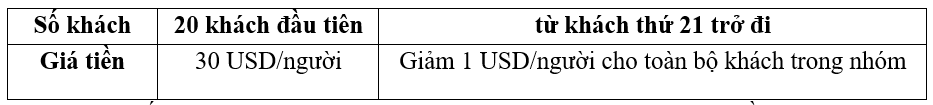 Số khách 20 khách đầu tiên từ khách thứ 21 trở đi
Giá tiền 30 USD/người Giảm 1 USD/người cho toàn bộ khách trong nhóm